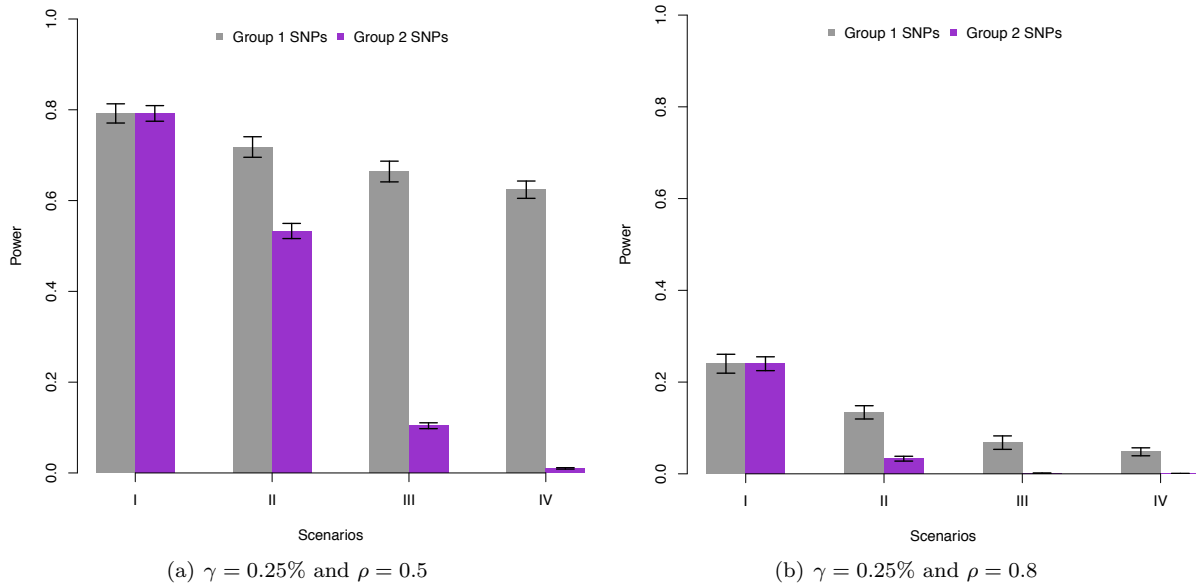 Group 1 SNPs Group 2 SNPs
Power
1.0
0.8
0.6
0.4
0.2
0.0
I II III IV
Scenarios
(a) γ = 0.25% and ρ = 0.5
Group 1 SNPs Group 2 SNPs
Power
1.0
0.8
0.6
0.4
0.2
0.0
I II III IV
Scenarios
(b) γ = 0.25% and ρ = 0.8